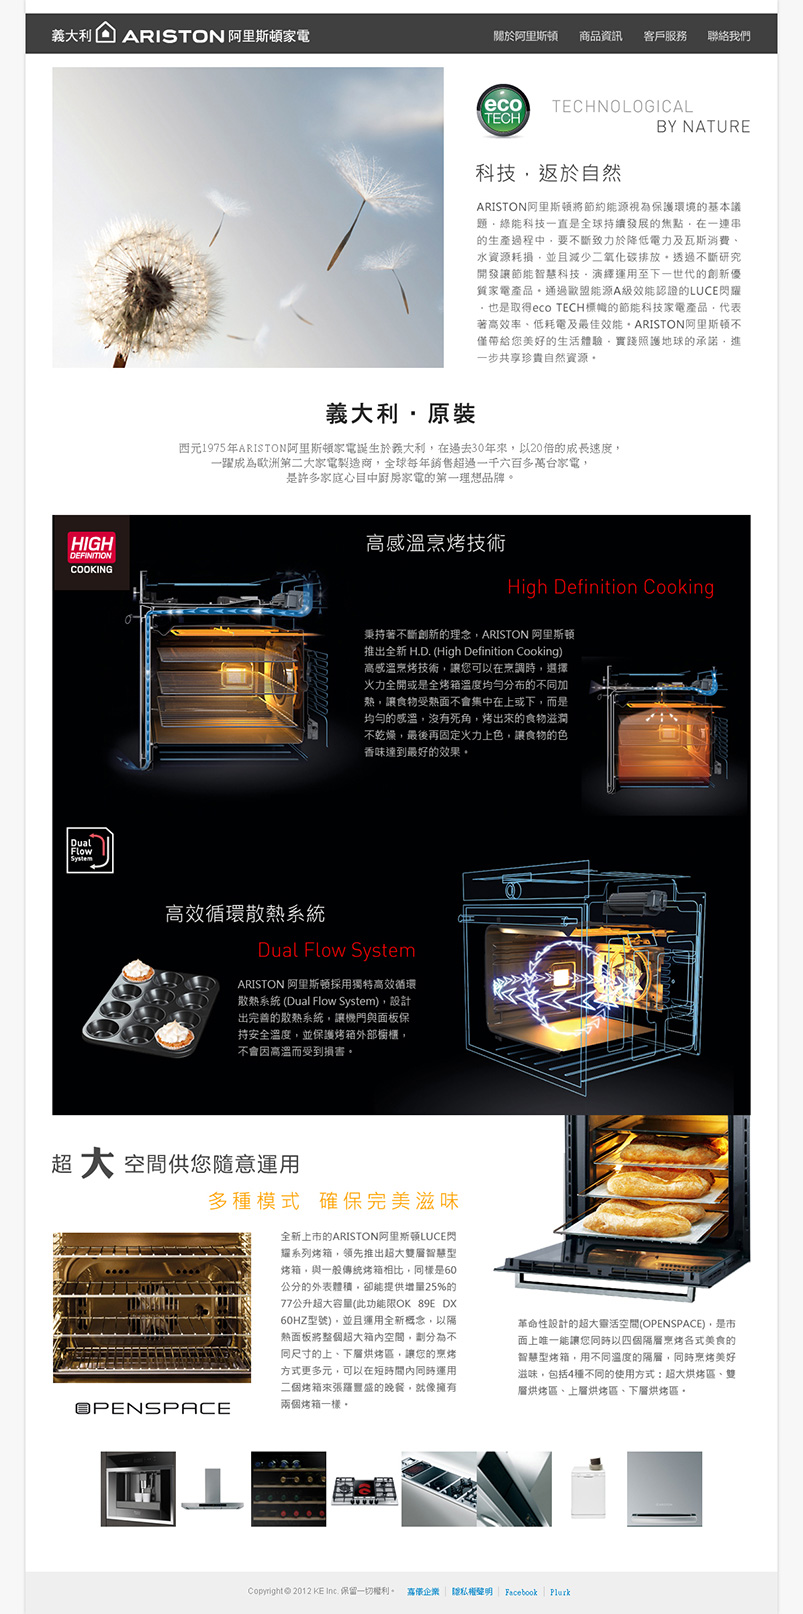 義大利 ARISTON 阿里斯頓家電
關於阿里斯頓 商品資訊 客戶服務 聯絡我們
eco
TECH
TECHNOLOGICAL
BY NATURE
科技，返於自然
ARISTON阿里斯頓將節約能源視為保護環境的基本議
題，綠能科技一直是全球持續發展的焦點，在一連串
的生產過程中，要不斷致力於降低電力及瓦斯消費、
水資源耗損，並且減少二氧化碳排放。透過不斷研究
開發讓節能智慧科技，演繹運用至下一世代的創新優
質家電產品。通過歐盟能源A級效能認證的LUCE閃耀
，也是取得eco TECH標幟的節能科技家電產品，代表
著高效率、低耗電及最佳效能。ARISTON阿里斯頓不
僅帶給您美好的生活體驗，實踐照護地球的承諾，進
一步共享珍貴自然資源。
義大利·原裝
西元1975年ARISTON阿里斯頓家電誕生於義大利，在過去30年來，以20倍的成長速度，
一躍成為歐洲第二大家電製造商，全球每年銷售超過一千六百多萬台家電，
是許多家庭心目中廚房家電的第一理想品牌。
HIGH
DEFINITION
COOKING
高感溫烹烤技術
High Definition Cooking
秉持著不斷創新的理念，ARISTON 阿里斯頓
推出全新 H.D. (High Definition Cooking)
高感溫烹烤技術，讓您可以在烹調時，選擇
火力全開或是全烤箱溫度均勻分布的不同加
熱，讓食物受熱面不會集中在上或下，而是
均勻的感溫，沒有死角，烤出來的食物滋潤
不乾燥，最後再固定火力上色，讓食物的色
香味達到最好的效果。
Dual
Flow
System
高效循環散熱系統
Dual Flow System
ARISTON 阿里斯頓採用獨特高效循環
散熱系統 (Dual Flow System)，設計
出完善的散熱系統，讓機門與面板保
持安全溫度，並保護烤箱外部櫥櫃，
不會因高溫而受到損害。
超大空間供您隨意運用
多種模式 確保完美滋味
全新上市的ARISTON阿里斯頓LUCE閃
耀系列烤箱，領先推出超大雙層智慧型
烤箱，與一般傳統烤箱相比，同樣是60
公分的外表體積，卻能提供增量25%的
77公升超大容量(此功能限OK 89E DX
60HZ型號)，並且運用全新概念，以隔
熱面板將整個超大箱內空間，劃分為不
同尺寸的上、下層烘烤區，讓您的烹烤
方式更多元，可以在短時間內同時運用
二個烤箱來張羅豐盛的晚餐，就像擁有
兩個烤箱一樣。
OPENSPACE
革命性設計的超大靈活空間(OPENSPACE)，是市
面上唯一能讓您同時以四個隔層烹烤各式美食的
智慧型烤箱，用不同溫度的隔層，同時烹烤美好
滋味，包括4種不同的使用方式：超大烘烤區、雙
層烘烤區、上層烘烤區、下層烘烤區。
Copyright © 2012 KE Inc. 保留一切權利。 嘉儀企業 | 隱私權聲明 | Facebook | Plurk